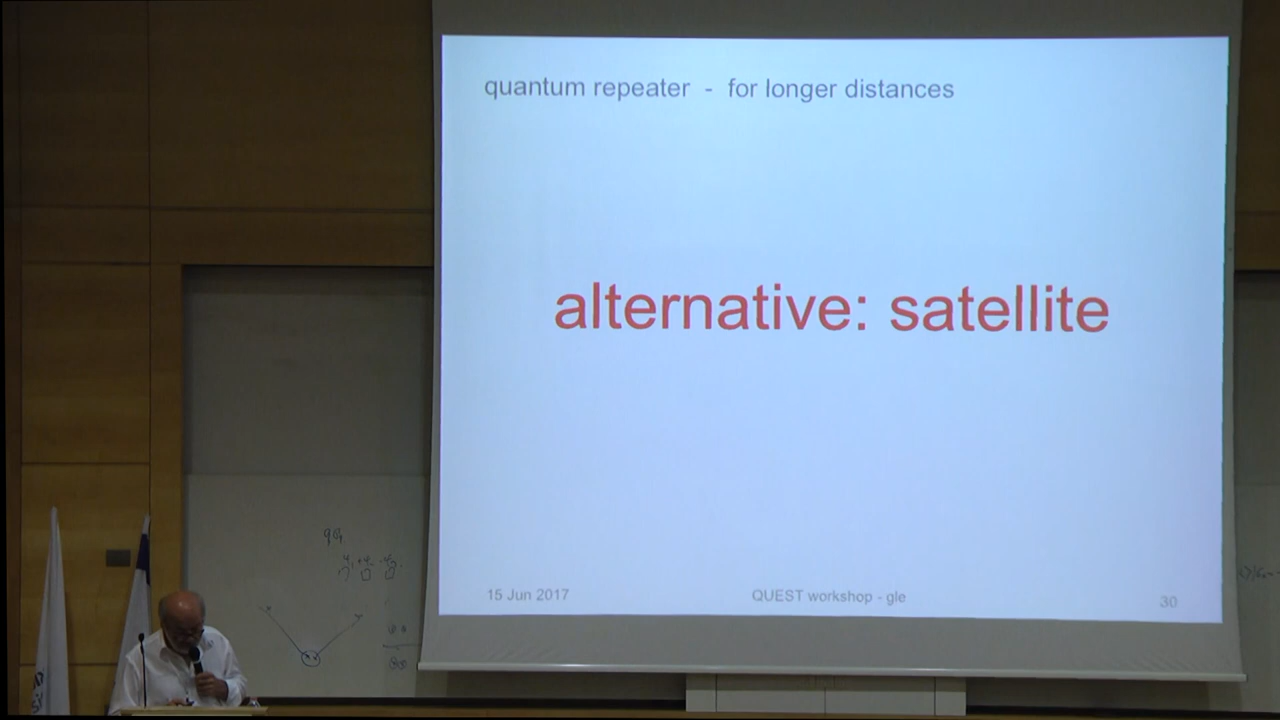 quantum repeater - for longer distances
alternative: satellite
15 Jun 2017
QUEST workshop - gle
30